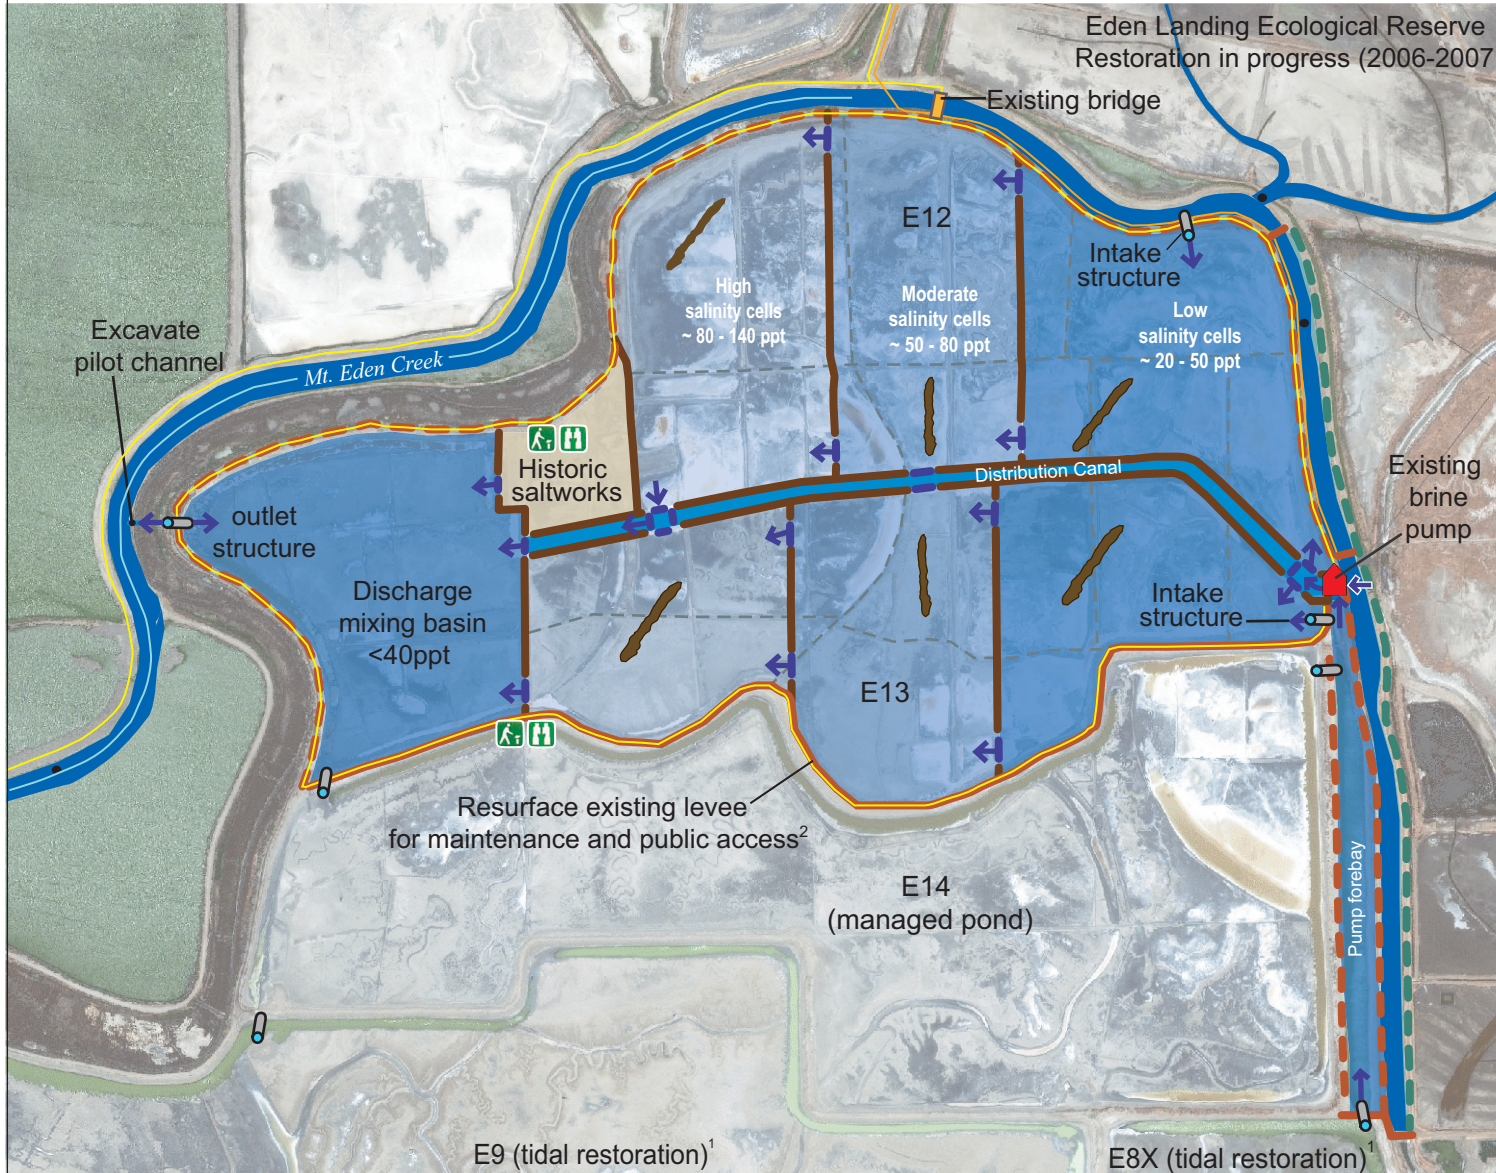 Eden Landing Ecological Reserve
Restoration in progress (2006-2007
Existing bridge
E12
Intake
structure
High
salinity cells
~ 80 - 140 ppt
Moderate
salinity cells
~ 50 - 80 ppt
Low
salinity cells
~ 20 - 50 ppt
Excavate
pilot channel
Mt. Eden Creek
Historic
saltworks
Distribution Canal
Existing
brine
pump
outlet
structure
Discharge
mixing basin
<40ppt
Intake
structure
E13
Resurface existing levee
for maintenance and public access2
E14
(managed pond)
Pump forebay
E9 (tidal restoration)1
E8X (tidal restoration)1